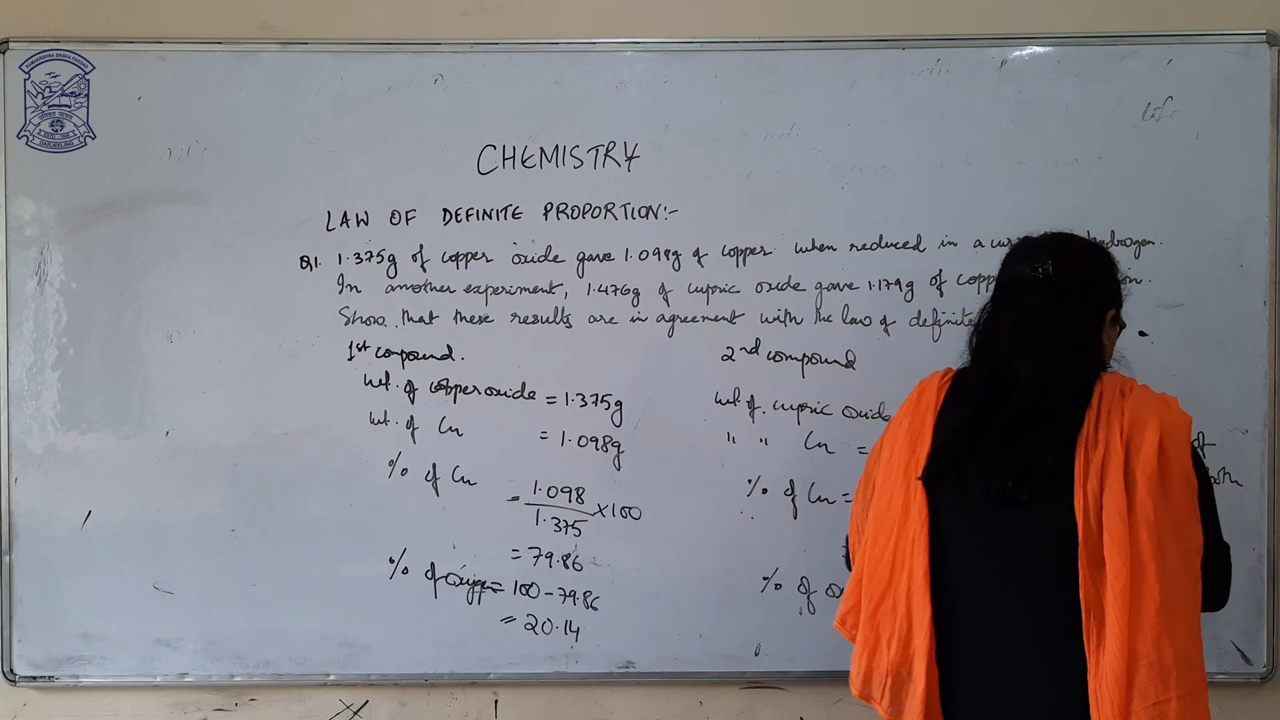 RAMAKRISHNA SIKSHA PARISAD
DARJEELING
CHEMISTRY
LAW OF DEFINITE PROPORTION:-
Q1. 1.375g of copper oxide gave 1.098g of copper when reduced in a hydrogen.
In another experiment, 1.476g of cupric oxide gave 1.179g of
Show that these results are in agreement with the law of definite
1st compound.
wt. of copper oxide = 1.375g
wt. of Cu = 1.098g
% of Cu
= 1.098 / 1.375 ×100
= 79.86
% of oxygen = 100 - 79.86
= 20.14
2nd compound
wt. of cupric oxide
" " Cu =
% of Cu =
% of
of